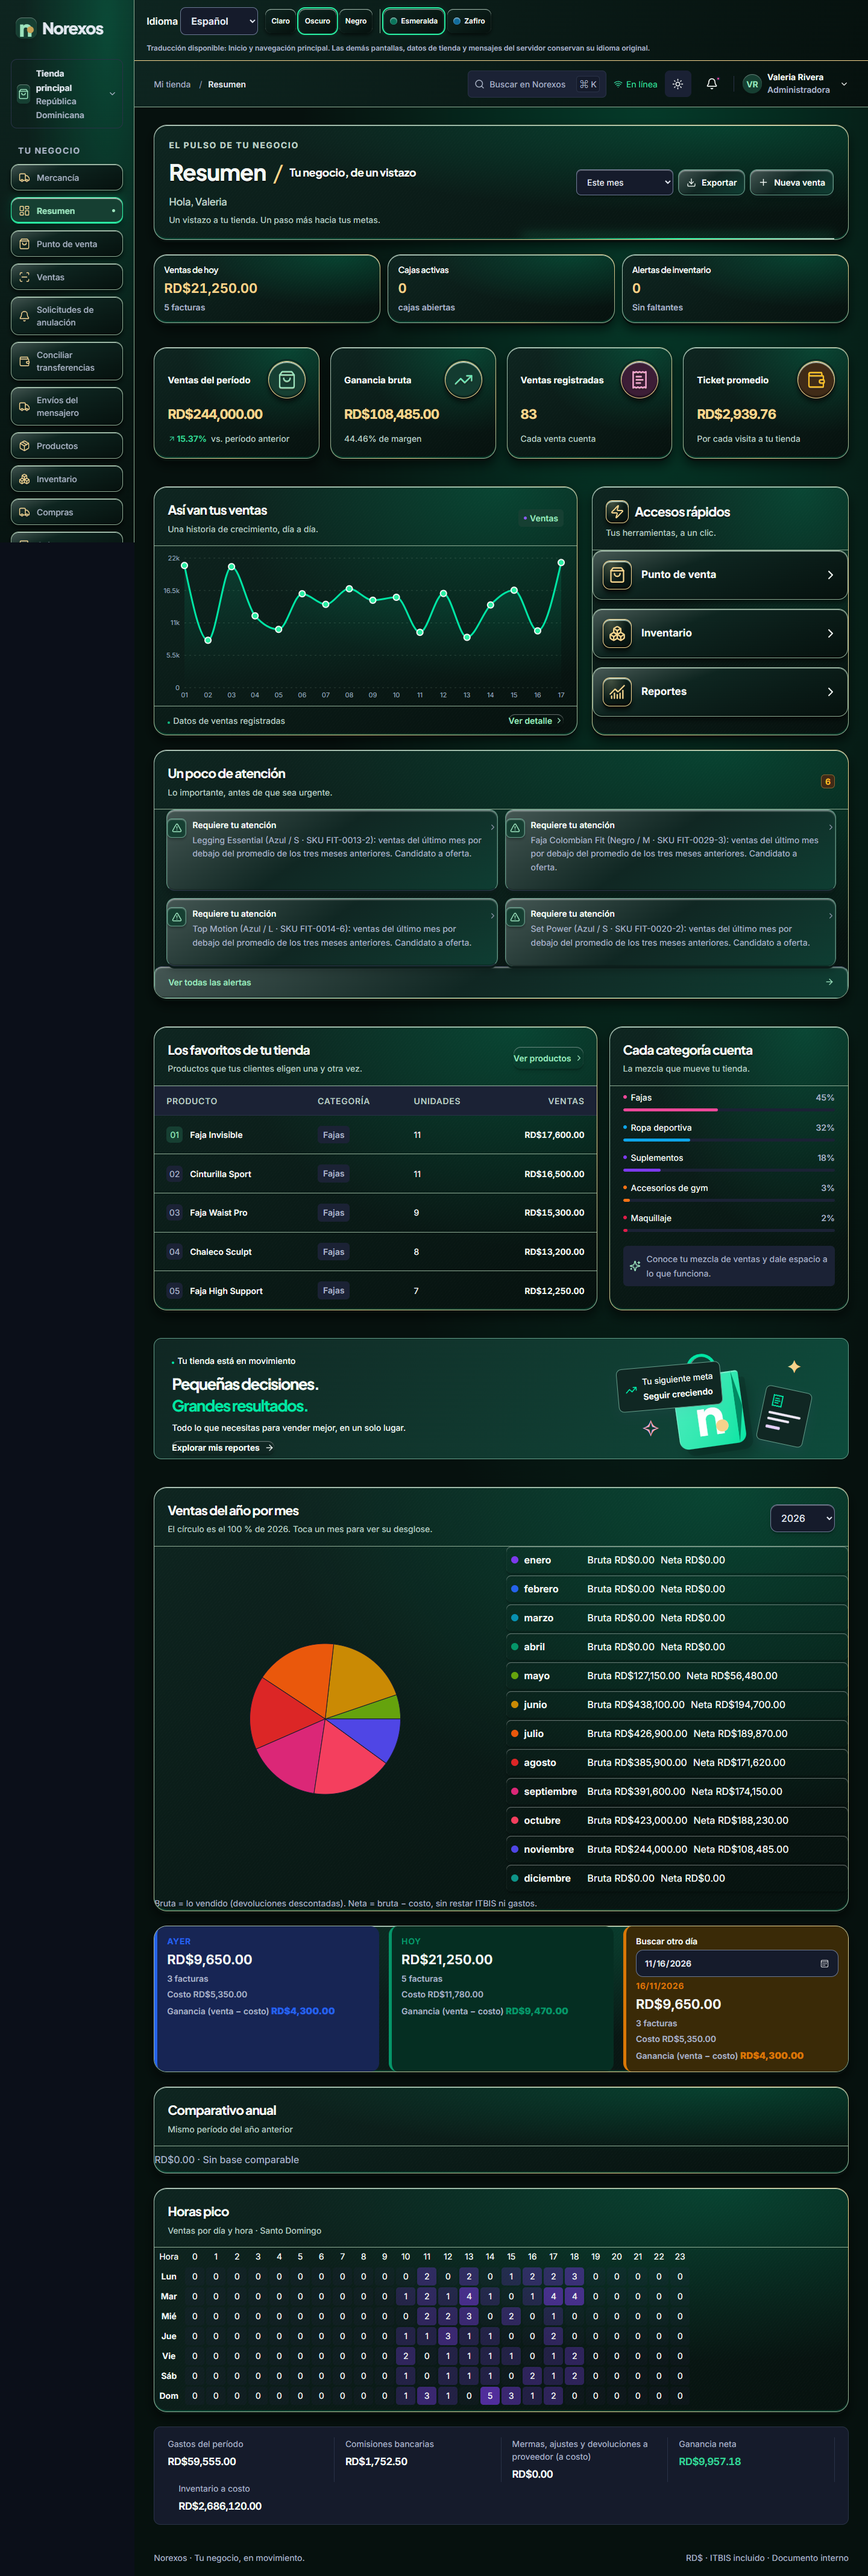 Norexos
Tienda
principal
República
Dominicana
TU NEGOCIO
Mercancía
Resumen
Punto de venta
Ventas
Solicitudes de
anulación
Conciliar
transferencias
Envíos del
mensajero
Productos
Inventario
Compras
Idioma Español Claro Oscuro Negro Esmeralda Zafiro
Traducción disponible: Inicio y navegación principal. Las demás pantallas, datos de tienda y mensajes del servidor conservan su idioma original.
Mi tienda / Resumen
Buscar en Norexos ⌘ K
En línea
VR
Valeria Rivera
Administradora
EL PULSO DE TU NEGOCIO
Resumen / Tu negocio, de un vistazo
Hola, Valeria
Un vistazo a tu tienda. Un paso más hacia tus metas.
Este mes Exportar Nueva venta
Ventas de hoy
RD$21,250.00
5 facturas
Cajas activas
0
cajas abiertas
Alertas de inventario
0
Sin faltantes
Ventas del período
RD$244,000.00
15.37% vs. período anterior
Ganancia bruta
RD$108,485.00
44.46% de margen
Ventas registradas
83
Cada venta cuenta
Ticket promedio
RD$2,939.76
Por cada visita a tu tienda
Así van tus ventas
Una historia de crecimiento, día a día.
Ventas
22k
16.5k
11k
5.5k
0
01 02 03 04 05 06 07 08 09 10 11 12 13 14 15 16 17
Datos de ventas registradas
Ver detalle
Accesos rápidos
Tus herramientas, a un clic.
Punto de venta
Inventario
Reportes
Un poco de atención
Lo importante, antes de que sea urgente.
6
Requiere tu atención
Legging Essential (Azul / S · SKU FIT-0013-2): ventas del último mes por
debajo del promedio de los tres meses anteriores. Candidato a oferta.
Requiere tu atención
Faja Colombian Fit (Negro / M · SKU FIT-0029-3): ventas del último mes
por debajo del promedio de los tres meses anteriores. Candidato a
oferta.
Requiere tu atención
Top Motion (Azul / L · SKU FIT-0014-6): ventas del último mes por
debajo del promedio de los tres meses anteriores. Candidato a oferta.
Requiere tu atención
Set Power (Azul / S · SKU FIT-0020-2): ventas del último mes por
debajo del promedio de los tres meses anteriores. Candidato a oferta.
Ver todas las alertas
Los favoritos de tu tienda
Productos que tus clientes eligen una y otra vez.
Ver productos
PRODUCTO CATEGORÍA UNIDADES VENTAS
01 Faja Invisible Fajas 11 RD$17,600.00
02 Cinturilla Sport Fajas 11 RD$16,500.00
03 Faja Waist Pro Fajas 9 RD$15,300.00
04 Chaleco Sculpt Fajas 8 RD$13,200.00
05 Faja High Support Fajas 7 RD$12,250.00
Cada categoría cuenta
La mezcla que mueve tu tienda.
Fajas 45%
Ropa deportiva 32%
Suplementos 18%
Accesorios de gym 3%
Maquillaje 2%
Conoce tu mezcla de ventas y dale espacio a
lo que funciona.
Tu tienda está en movimiento
Pequeñas decisiones.
Grandes resultados.
Todo lo que necesitas para vender mejor, en un solo lugar.
Explorar mis reportes
Tu siguiente meta
Seguir creciendo
n
Ventas del año por mes
El círculo es el 100 % de 2026. Toca un mes para ver su desglose.
2026
enero Bruta RD$0.00 Neta RD$0.00
febrero Bruta RD$0.00 Neta RD$0.00
marzo Bruta RD$0.00 Neta RD$0.00
abril Bruta RD$0.00 Neta RD$0.00
mayo Bruta RD$127,150.00 Neta RD$56,480.00
junio Bruta RD$438,100.00 Neta RD$194,700.00
julio Bruta RD$426,900.00 Neta RD$189,870.00
agosto Bruta RD$385,900.00 Neta RD$171,620.00
septiembre Bruta RD$391,600.00 Neta RD$174,150.00
octubre Bruta RD$423,000.00 Neta RD$188,230.00
noviembre Bruta RD$244,000.00 Neta RD$108,485.00
diciembre Bruta RD$0.00 Neta RD$0.00
Bruta = lo vendido (devoluciones descontadas). Neta = bruta − costo, sin restar ITBIS ni gastos.
AYER
RD$9,650.00
3 facturas
Costo RD$5,350.00
Ganancia (venta − costo) RD$4,300.00
HOY
RD$21,250.00
5 facturas
Costo RD$11,780.00
Ganancia (venta − costo) RD$9,470.00
Buscar otro día
11/16/2026
16/11/2026
RD$9,650.00
3 facturas
Costo RD$5,350.00
Ganancia (venta − costo) RD$4,300.00
Comparativo anual
Mismo período del año anterior
RD$0.00 · Sin base comparable
Horas pico
Ventas por día y hora · Santo Domingo
Hora 0 1 2 3 4 5 6 7 8 9 10 11 12 13 14 15 16 17 18 19 20 21 22 23
Lun 0 0 0 0 0 0 0 0 0 0 0 2 0 2 0 1 2 2 3 0 0 0 0 0
Mar 0 0 0 0 0 0 0 0 0 0 1 2 1 4 1 0 1 4 4 0 0 0 0 0
Mié 0 0 0 0 0 0 0 0 0 0 0 2 2 3 0 2 0 1 0 0 0 0 0 0
Jue 0 0 0 0 0 0 0 0 0 0 1 1 3 1 1 0 0 2 0 0 0 0 0 0
Vie 0 0 0 0 0 0 0 0 0 0 2 0 1 1 1 1 0 1 2 0 0 0 0 0
Sáb 0 0 0 0 0 0 0 0 0 0 1 0 1 1 1 0 2 1 2 0 0 0 0 0
Dom 0 0 0 0 0 0 0 0 0 0 1 3 1 0 5 3 1 2 0 0 0 0 0 0
Gastos del período
RD$59,555.00
Comisiones bancarias
RD$1,752.50
Mermas, ajustes y devoluciones a
proveedor (a costo)
RD$0.00
Ganancia neta
RD$9,957.18
Inventario a costo
RD$2,686,120.00
Norexos · Tu negocio, en movimiento.
RD$ · ITBIS incluido · Documento interno